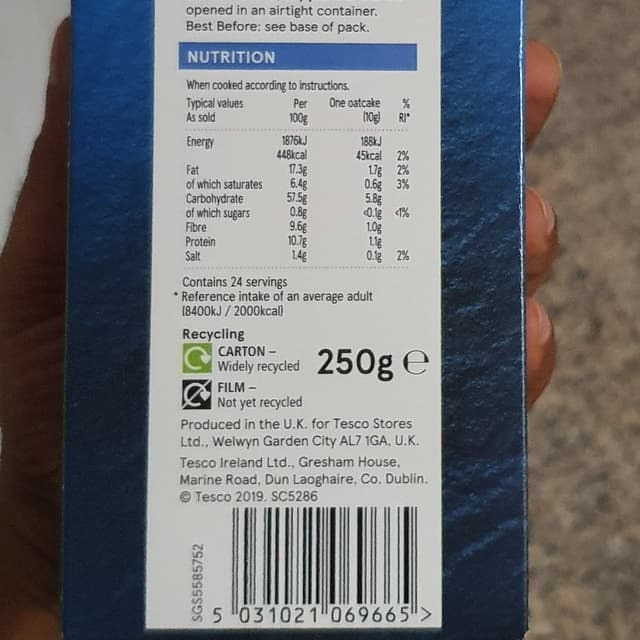 opened in an airtight container.
Best Before: see base of pack.
NUTRITION
When cooked according to instructions.
Typical values Per One oatcake %
As sold 100g (10g) RI*
Energy 1876kJ 188kJ
448kcal 45kcal 2%
Fat 17.3g 1.7g 2%
of which saturates 6.4g 0.6g 3%
Carbohydrate 57.5g 5.8g
of which sugars 0.8g <0.1g <1%
Fibre 9.6g 1.0g
Protein 10.7g 1.1g
Salt 1.4g 0.1g 2%
Contains 24 servings
* Reference intake of an average adult
(8400kJ / 2000kcal)
Recycling
CARTON –
Widely recycled
250g e
FILM –
Not yet recycled
Produced in the U.K. for Tesco Stores
Ltd., Welwyn Garden City AL7 1GA, U.K.
Tesco Ireland Ltd., Gresham House,
Marine Road, Dun Laoghaire, Co. Dublin.
© Tesco 2019. SC5286
SGS5585752
5 031021 069665 >